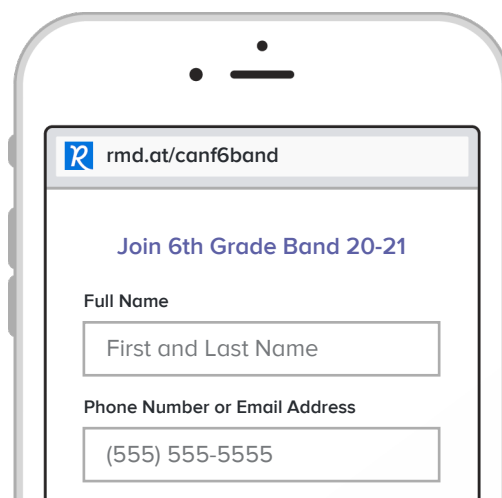 rmd.at/canf6band
Join 6th Grade Band 20-21
Full Name
First and Last Name
Phone Number or Email Address
(555) 555-5555